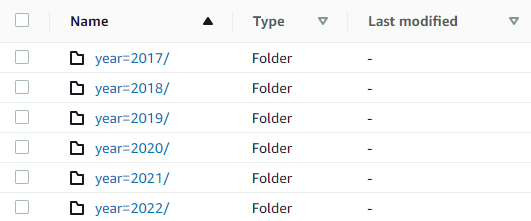 Name Type Last modified
year=2017/ Folder -
year=2018/ Folder -
year=2019/ Folder -
year=2020/ Folder -
year=2021/ Folder -
year=2022/ Folder -